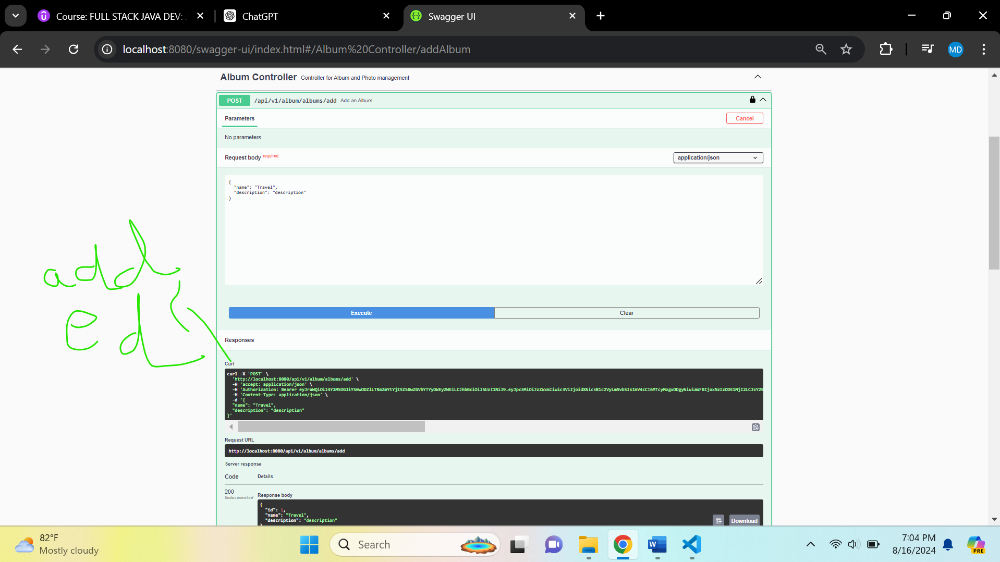 Course: FULL STACK JAVA DEV:
ChatGPT
Swagger UI
localhost:8080/swagger-ui/index.html#/Album%20Controller/addAlbum
MD
Album Controller Controller for Album and Photo management
POST /api/v1/album/albums/add Add an Album
Parameters
Cancel
No parameters
Request body required
application/json
{
"name": "Travel",
"description": "description"
}
add
ed
Execute
Clear
Responses
Curl
curl -X 'POST' \
'http://localhost:8080/api/v1/album/albums/add' \
-H 'accept: application/json' \
-H 'Authorization: Bearer
-H 'Content-Type: application/json' \
-d '{
"name": "Travel",
"description": "description"
}'
Request URL
http://localhost:8080/api/v1/album/albums/add
Server response
Code Details
200
Undocumented
Response body
{
"id": 1,
"name": "Travel",
"description": "description"
Download
82°F
Mostly cloudy
Search
7:04 PM
8/16/2024
PRE